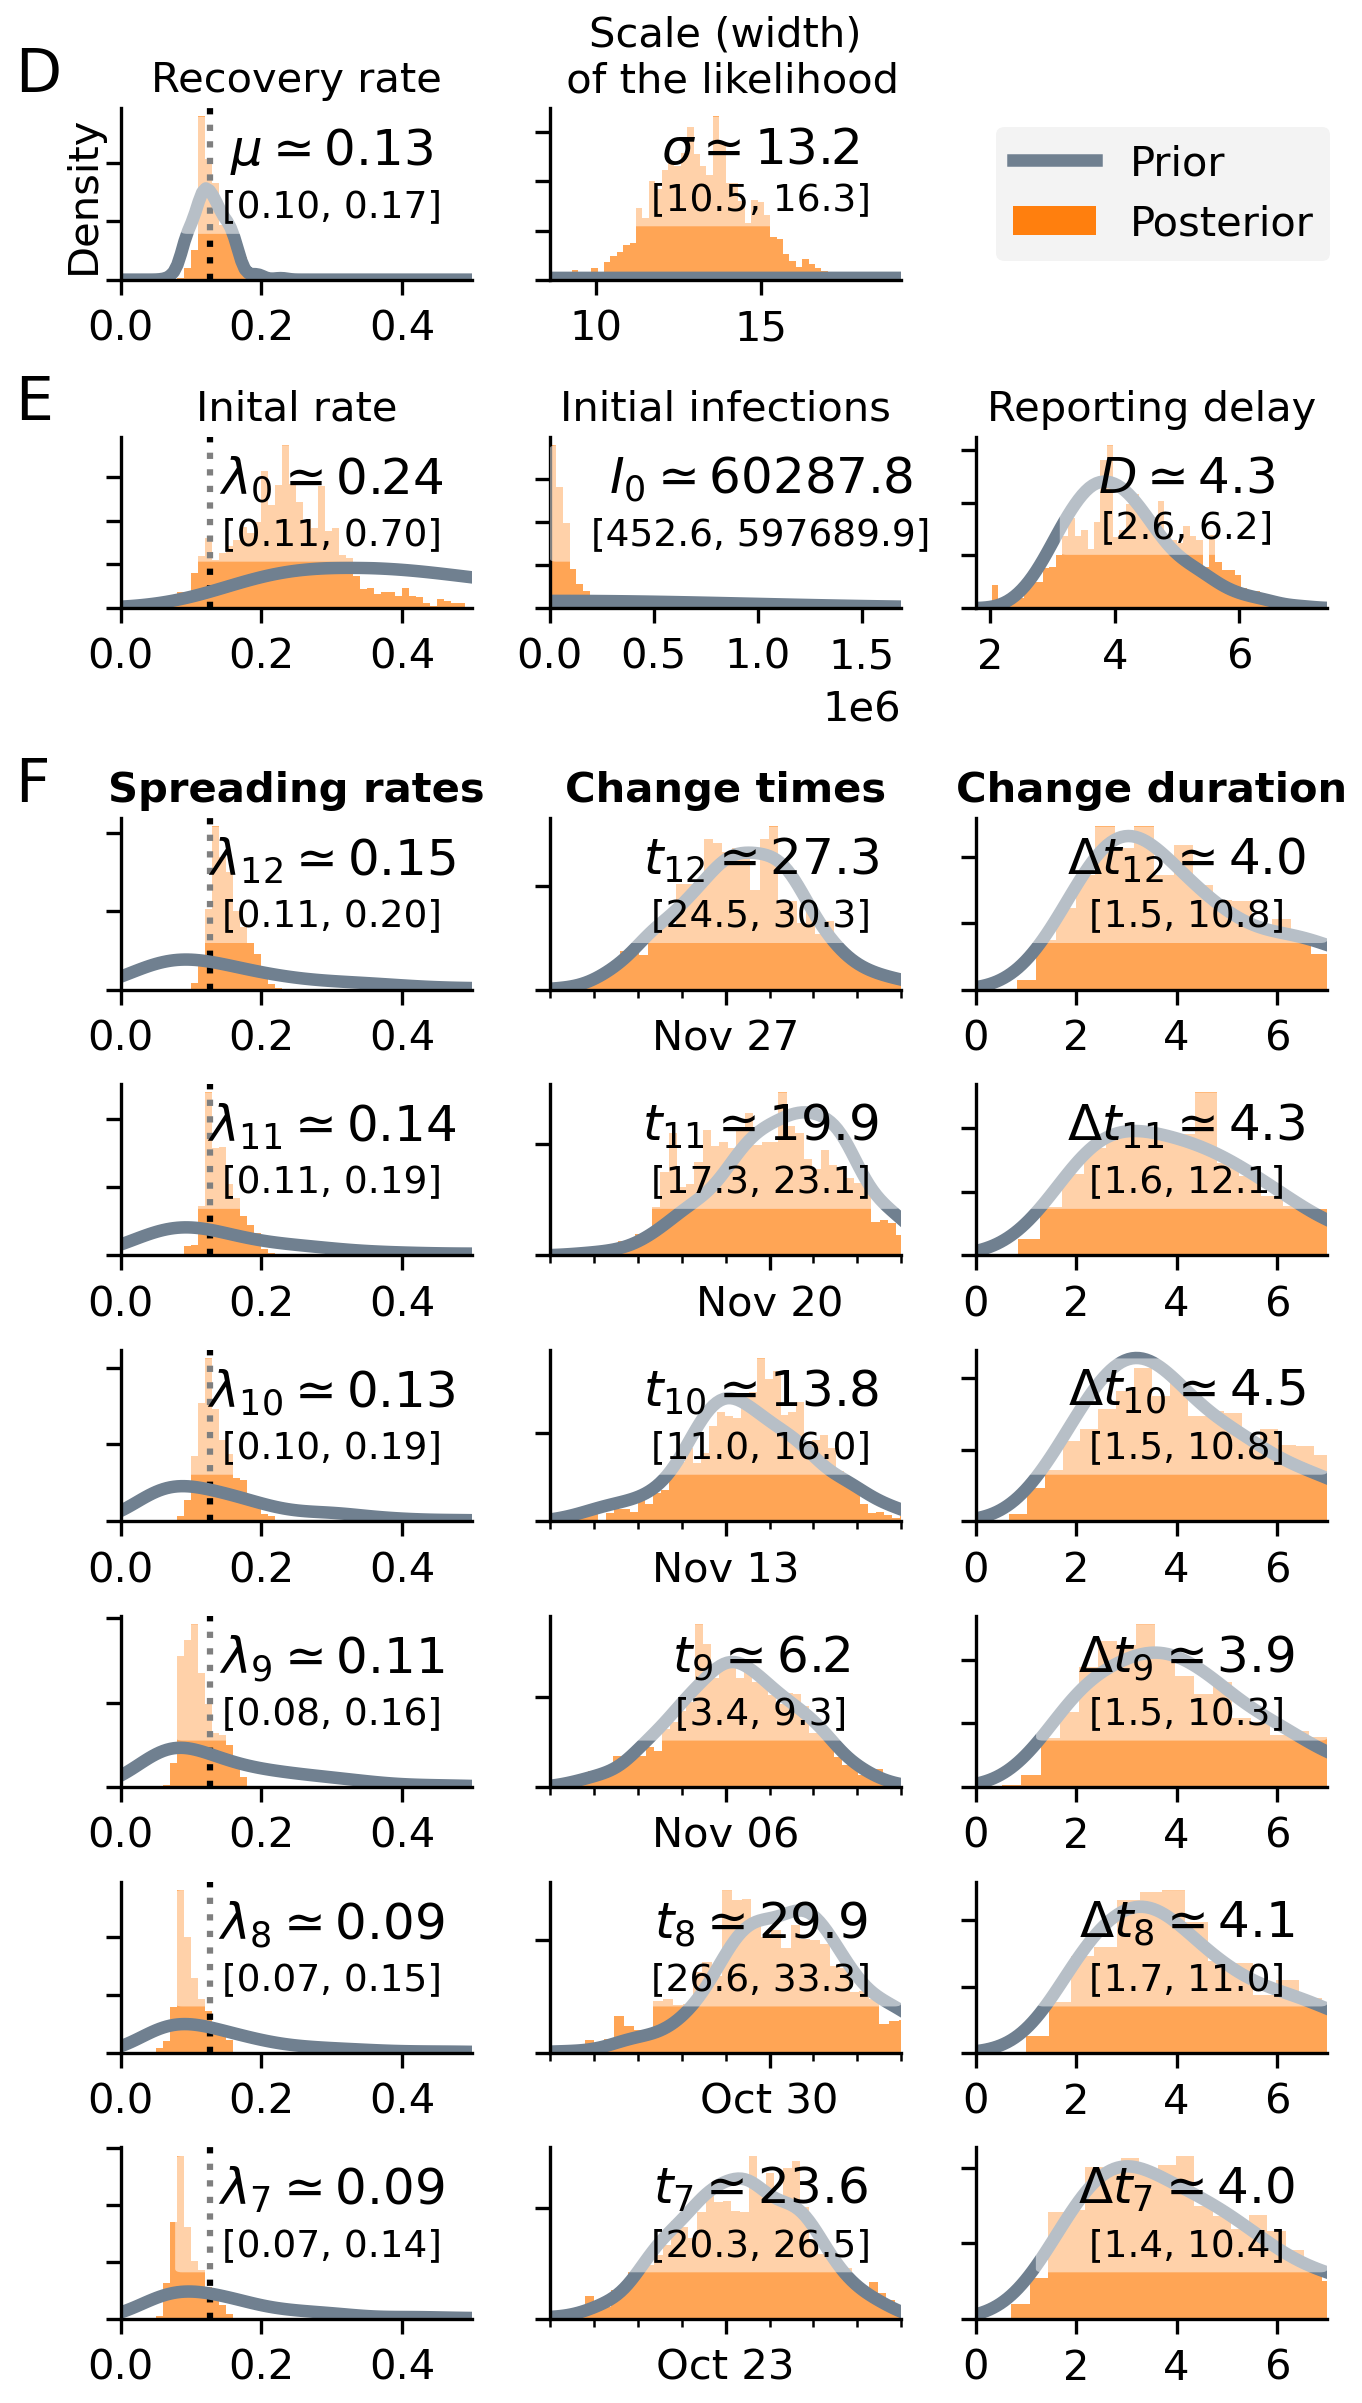 D
Recovery rate
Scale (width)
of the likelihood
Density
μ ≃ 0.13
[0.10, 0.17]
σ ≃ 13.2
[10.5, 16.3]
Prior
Posterior
0.0 0.2 0.4
10 15
E
Inital rate
Initial infections
Reporting delay
λ0 ≃ 0.24
[0.11, 0.70]
I0 ≃ 60287.8
[452.6, 597689.9]
D ≃ 4.3
[2.6, 6.2]
0.0 0.2 0.4
0.0 0.5 1.0 1.5
1e6
2 4 6
F
Spreading rates
Change times
Change duration
λ12 ≃ 0.15
[0.11, 0.20]
t12 ≃ 27.3
[24.5, 30.3]
Δt12 ≃ 4.0
[1.5, 10.8]
0.0 0.2 0.4
Nov 27
0 2 4 6
λ11 ≃ 0.14
[0.11, 0.19]
t11 ≃ 19.9
[17.3, 23.1]
Δt11 ≃ 4.3
[1.6, 12.1]
0.0 0.2 0.4
Nov 20
0 2 4 6
λ10 ≃ 0.13
[0.10, 0.19]
t10 ≃ 13.8
[11.0, 16.0]
Δt10 ≃ 4.5
[1.5, 10.8]
0.0 0.2 0.4
Nov 13
0 2 4 6
λ9 ≃ 0.11
[0.08, 0.16]
t9 ≃ 6.2
[3.4, 9.3]
Δt9 ≃ 3.9
[1.5, 10.3]
0.0 0.2 0.4
Nov 06
0 2 4 6
λ8 ≃ 0.09
[0.07, 0.15]
t8 ≃ 29.9
[26.6, 33.3]
Δt8 ≃ 4.1
[1.7, 11.0]
0.0 0.2 0.4
Oct 30
0 2 4 6
λ7 ≃ 0.09
[0.07, 0.14]
t7 ≃ 23.6
[20.3, 26.5]
Δt7 ≃ 4.0
[1.4, 10.4]
0.0 0.2 0.4
Oct 23
0 2 4 6